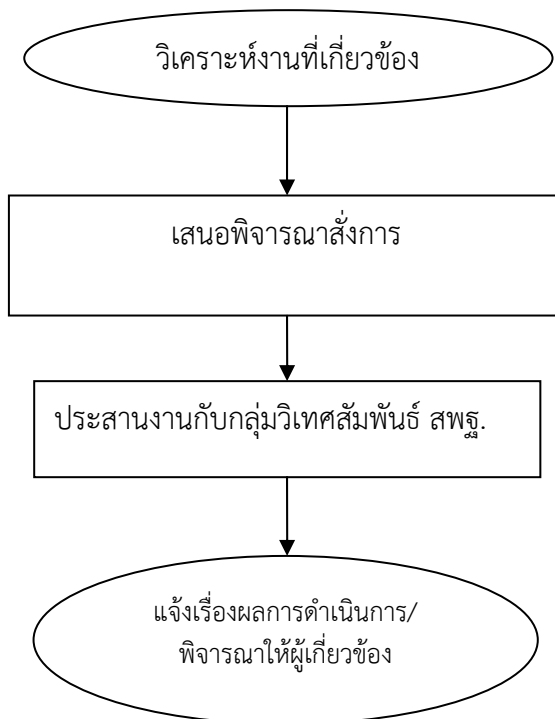 วิเคราะห์งานที่เกี่ยวข้อง
เสนอพิจารณาสั่งการ
ประสานงานกับกลุ่มวิเทศสัมพันธ์ สพฐ.
แจ้งเรื่องผลการดำเนินการ/
พิจารณาให้ผู้เกี่ยวข้อง